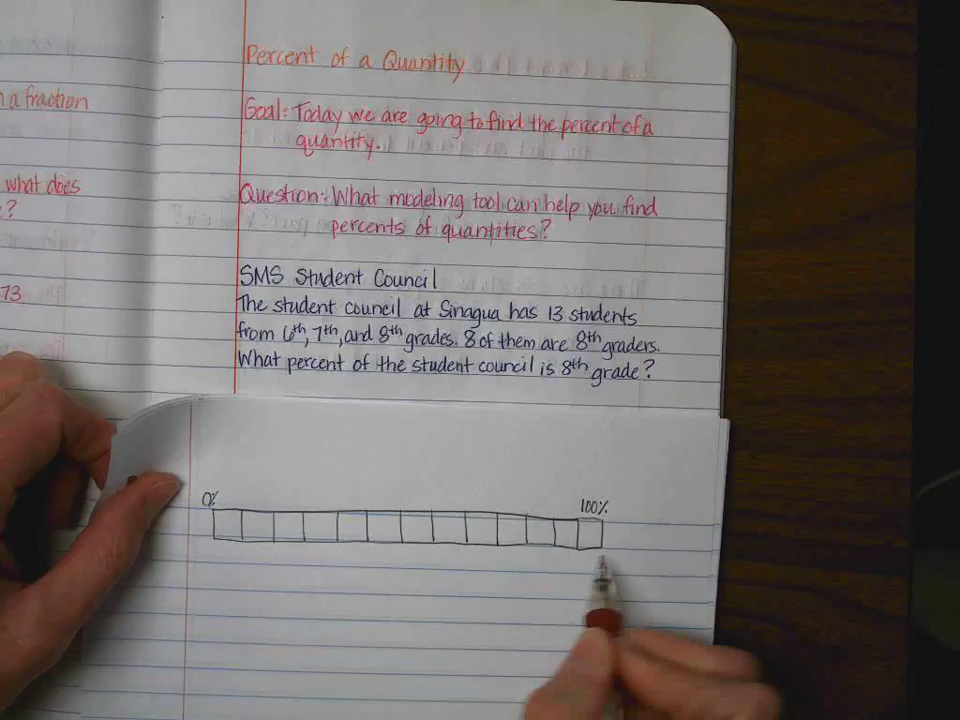 Percent of a Quantity
n a fraction
Goal: Today we are going to find the percent of a
quantity.
what does
?
Question: What modeling tool can help you find
percents of quantities?
SMS Student Council
73
The student council at Sinagua has 13 students
from 6th, 7th, and 8th grades. 8 of them are 8th graders.
What percent of the student council is 8th grade?
0%
100%